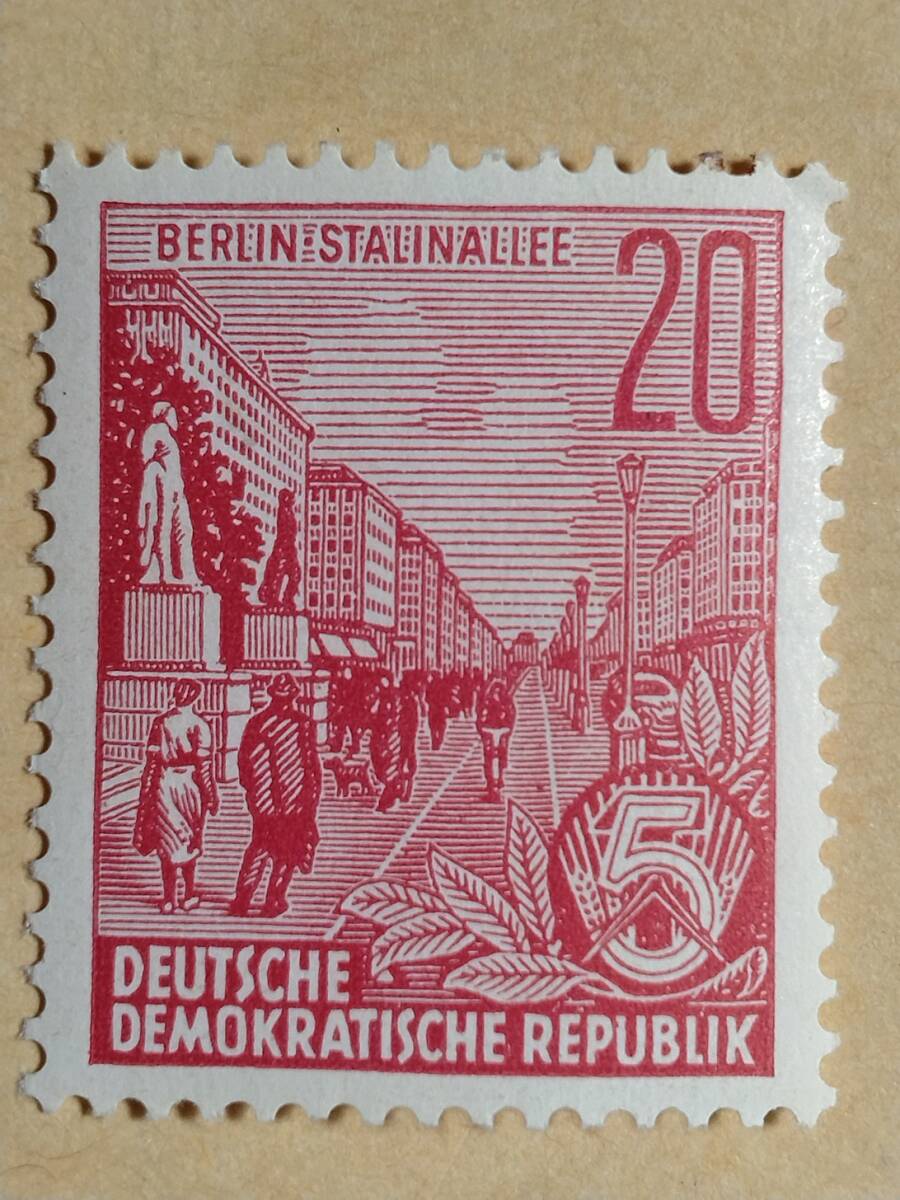 BERLIN-STALINALLEE
20
5
DEUTSCHE
DEMOKRATISCHE REPUBLIK